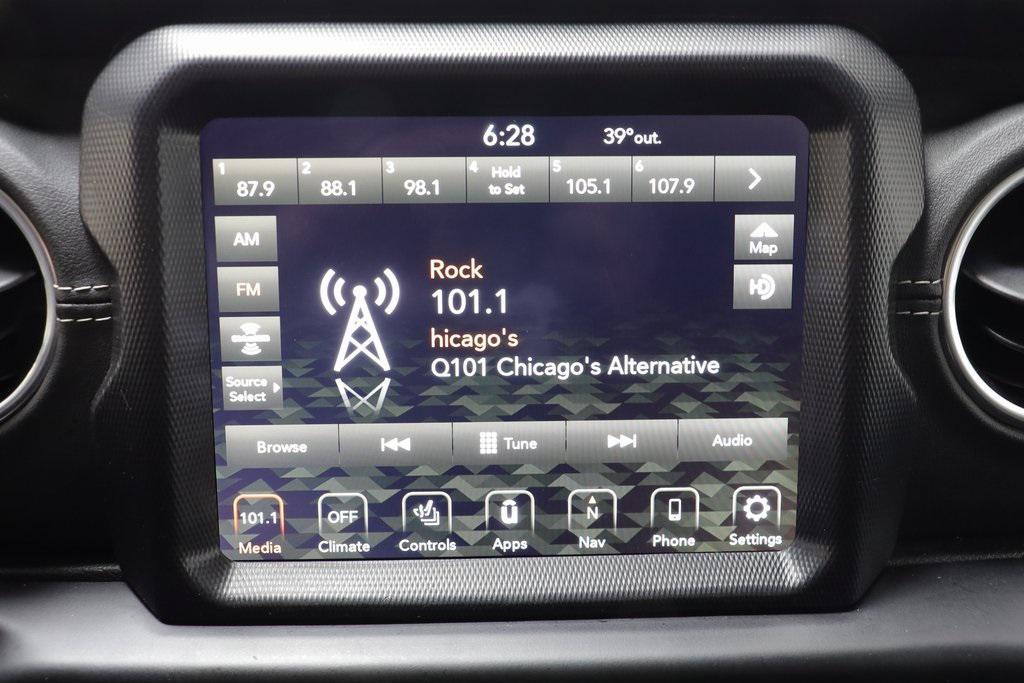 6:28 39° out.
1 2 3 4 Hold 5 6
87.9 88.1 98.1 to Set 105.1 107.9
AM
Map
FM
HD
Source
Select
Rock
101.1
hicago's
Q101 Chicago's Alternative
Browse Tune Audio
101.1 OFF N
Media Climate Controls Apps Nav Phone Settings